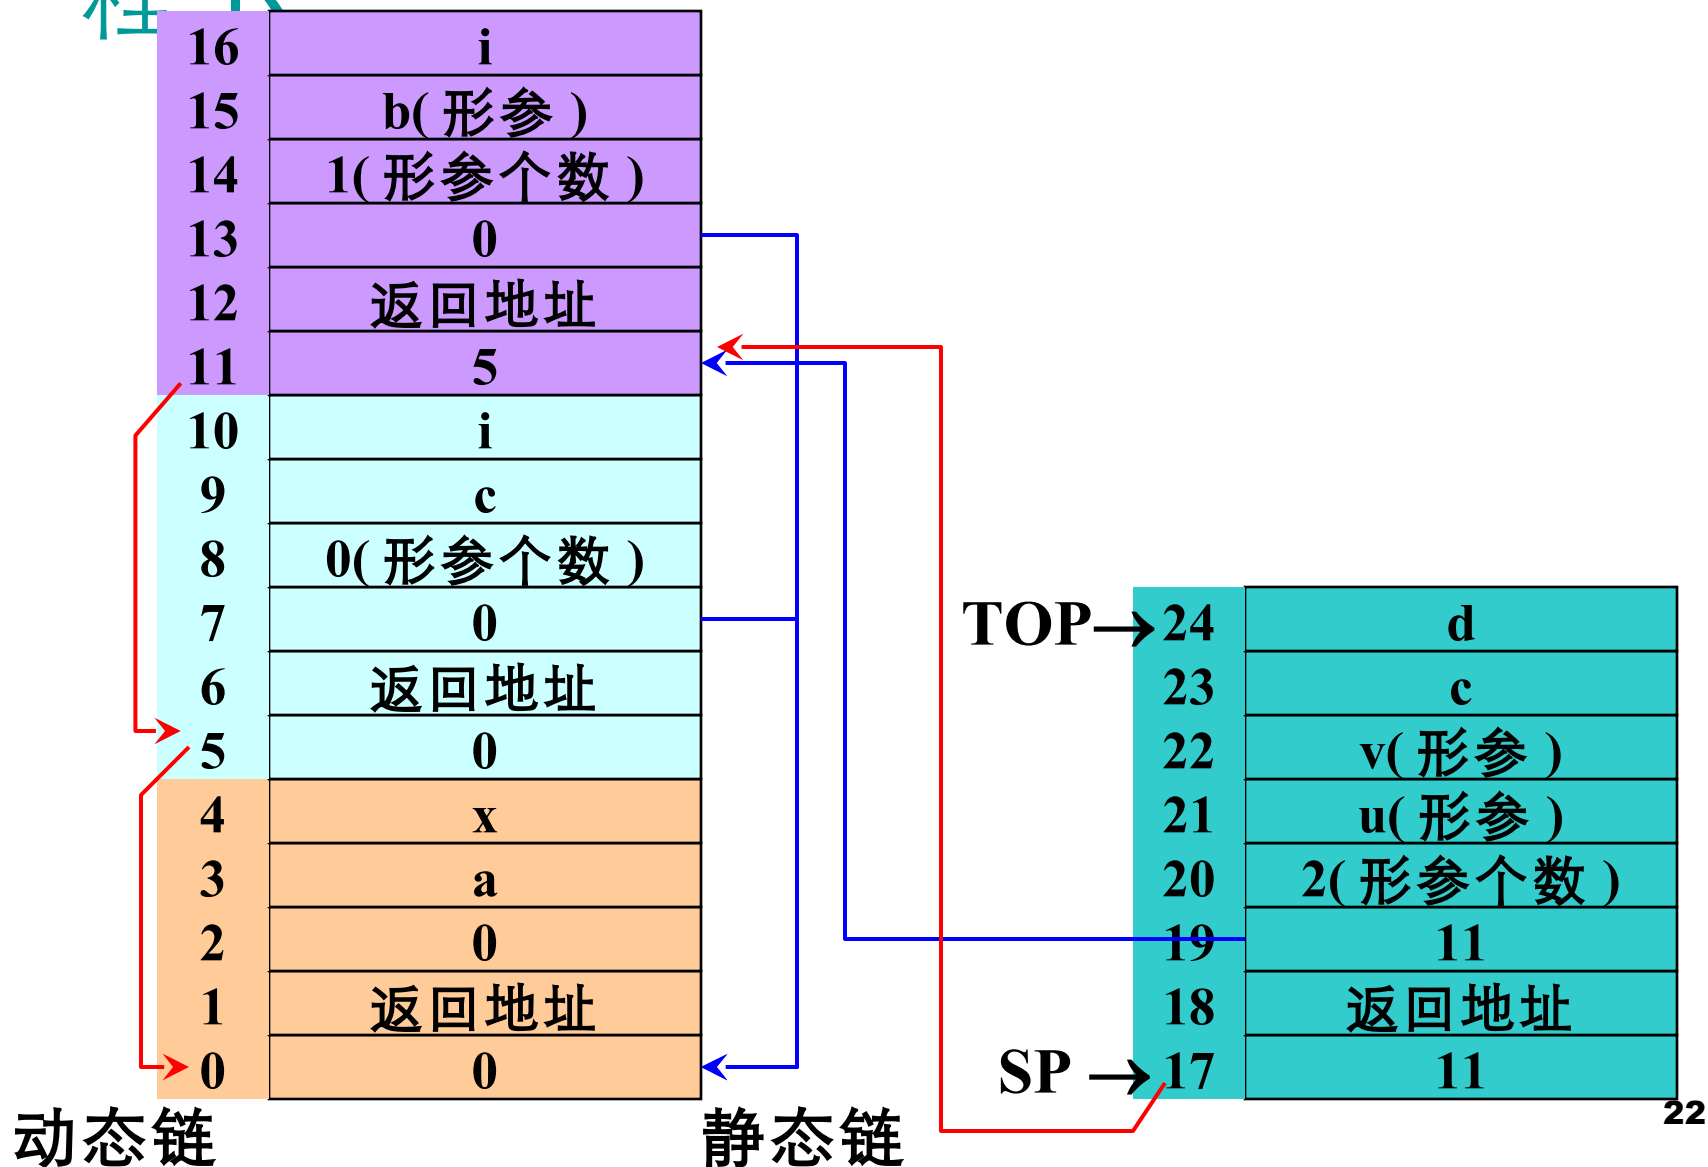 16 i
15 b(形参)
14 1(形参个数)
13 0
12 返回地址
11 5
10 i
9 c
8 0(形参个数)
7 0
6 返回地址
5 0
4 x
3 a
2 0
1 返回地址
0 0
动态链
静态链
TOP→ 24 d
23 c
22 v(形参)
21 u(形参)
20 2(形参个数)
19 11
18 返回地址
SP → 17 11
22